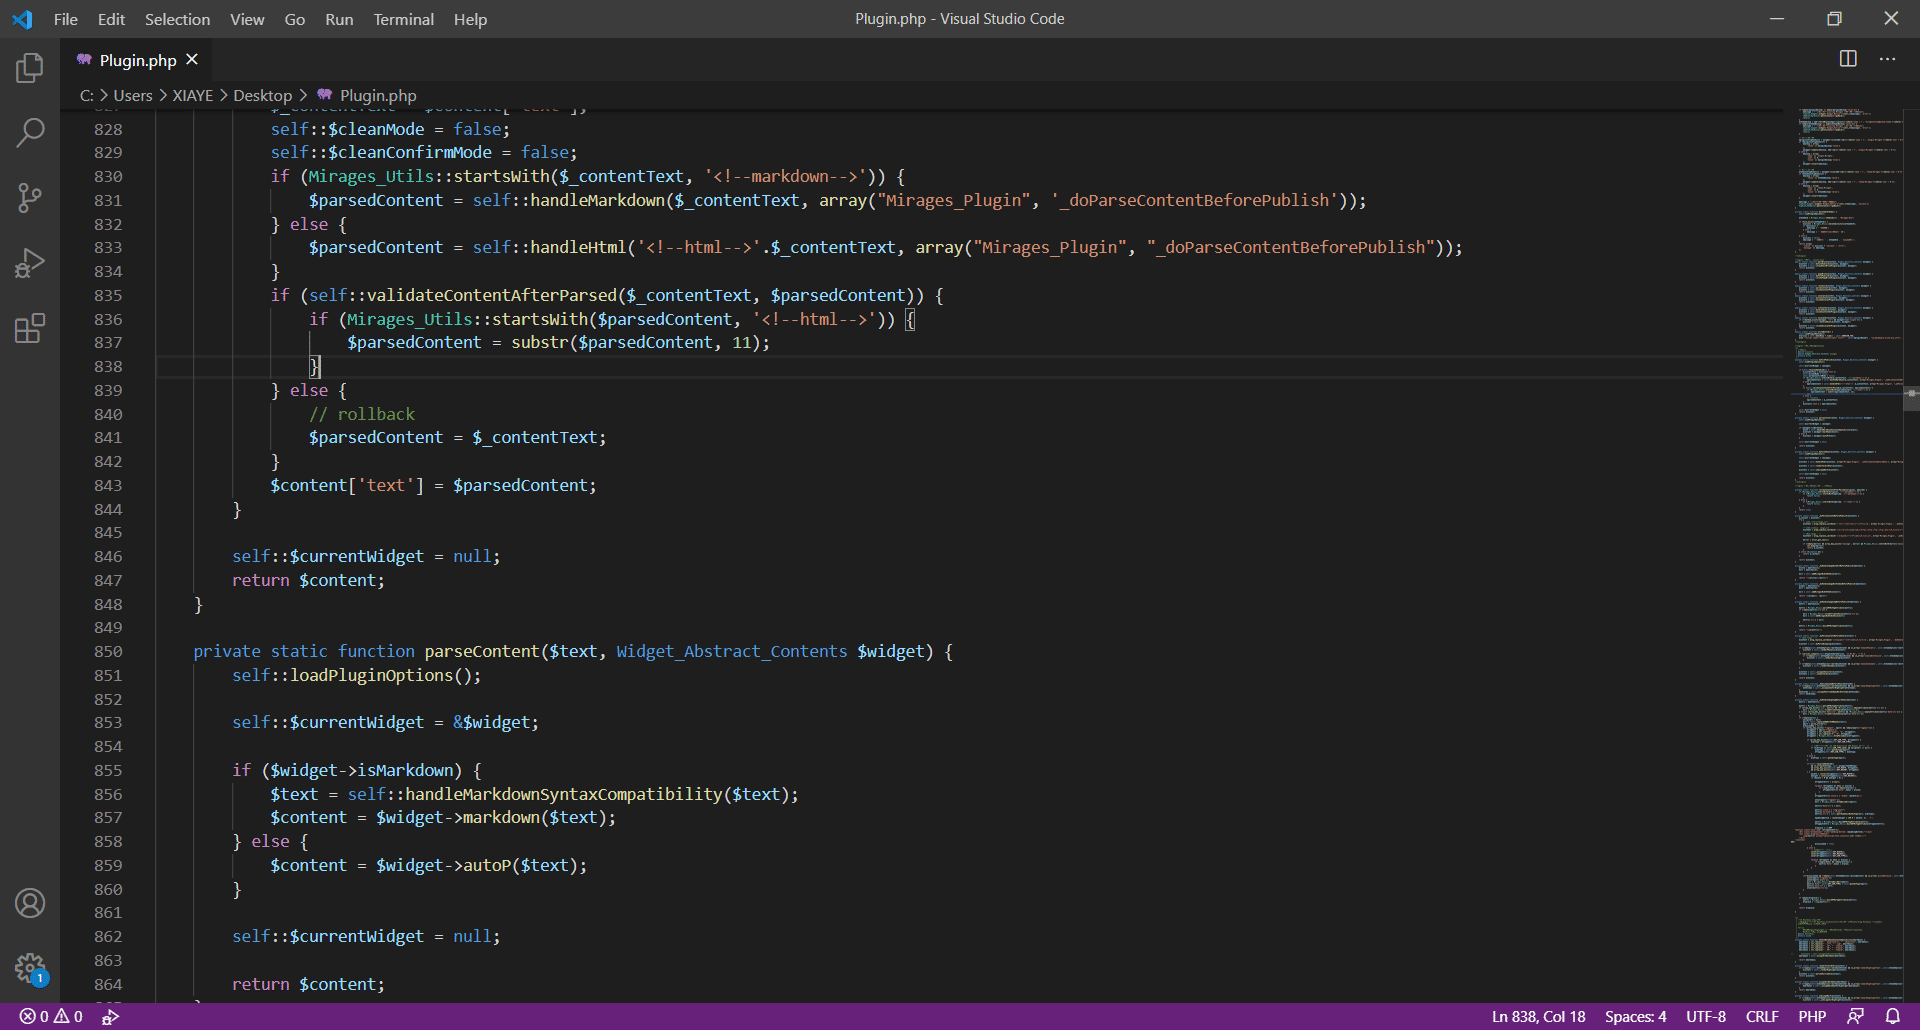 File Edit Selection View Go Run Terminal Help
Plugin.php - Visual Studio Code
Plugin.php
C: > Users > XIAYE > Desktop > Plugin.php
828 self::$cleanMode = false;
829 self::$cleanConfirmMode = false;
830 if (Mirages_Utils::startsWith($_contentText, '<!--markdown-->')) {
831 $parsedContent = self::handleMarkdown($_contentText, array("Mirages_Plugin", '_doParseContentBeforePublish'));
832 } else {
833 $parsedContent = self::handleHtml('<!--html-->'.$_contentText, array("Mirages_Plugin", "_doParseContentBeforePublish"));
834 }
835 if (self::validateContentAfterParsed($_contentText, $parsedContent)) {
836 if (Mirages_Utils::startsWith($parsedContent, '<!--html-->')) {
837 $parsedContent = substr($parsedContent, 11);
838 }
839 } else {
840 // rollback
841 $parsedContent = $_contentText;
842 }
843 $content['text'] = $parsedContent;
844 }
845
846 self::$currentWidget = null;
847 return $content;
848 }
849
850 private static function parseContent($text, Widget_Abstract_Contents $widget) {
851 self::loadPluginOptions();
852
853 self::$currentWidget = &$widget;
854
855 if ($widget->isMarkdown) {
856 $text = self::handleMarkdownSyntaxCompatibility($text);
857 $content = $widget->markdown($text);
858 } else {
859 $content = $widget->autoP($text);
860 }
861
862 self::$currentWidget = null;
863
864 return $content;
1
0 0 Ln 838, Col 18 Spaces: 4 UTF-8 CRLF PHP